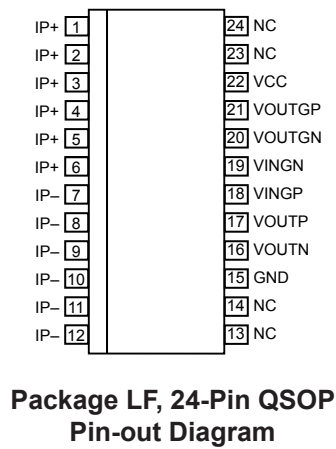 IP+ 1 24 NC
IP+ 2 23 NC
IP+ 3 22 VCC
IP+ 4 21 VOUTGP
IP+ 5 20 VOUTGN
IP+ 6 19 VINGN
IP– 7 18 VINGP
IP– 8 17 VOUTP
IP– 9 16 VOUTN
IP– 10 15 GND
IP– 11 14 NC
IP– 12 13 NC
Package LF, 24-Pin QSOP
Pin-out Diagram